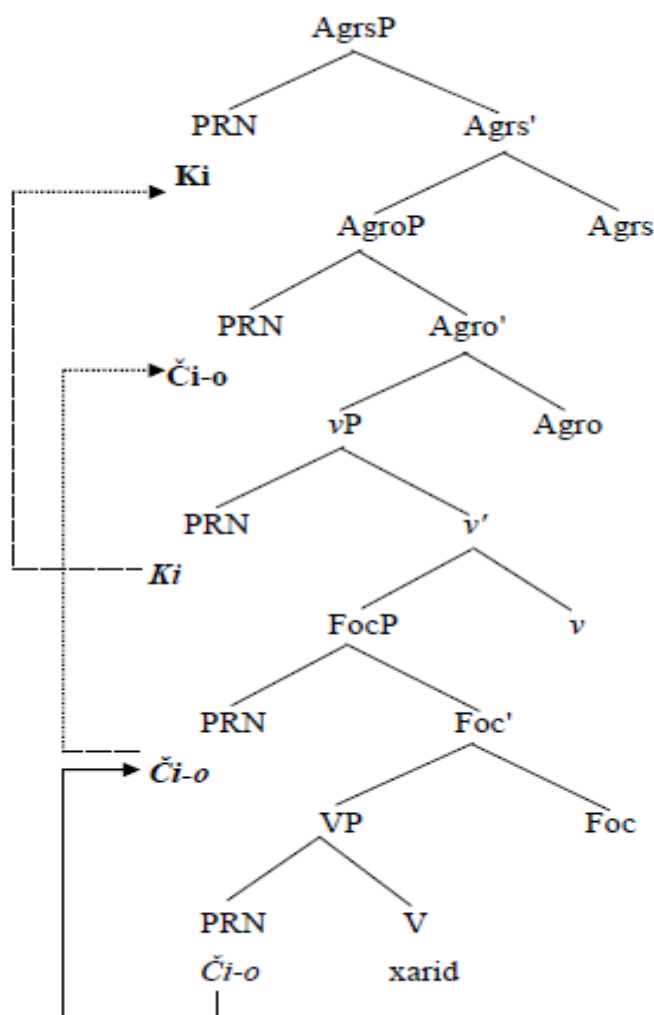 AgrsP
PRN Agrs'
Ki
AgroP Agrs
PRN Agro'
Či-o
vP Agro
PRN v'
Ki
FocP v
PRN Foc'
Či-o
VP Foc
PRN V
Či-o xarid